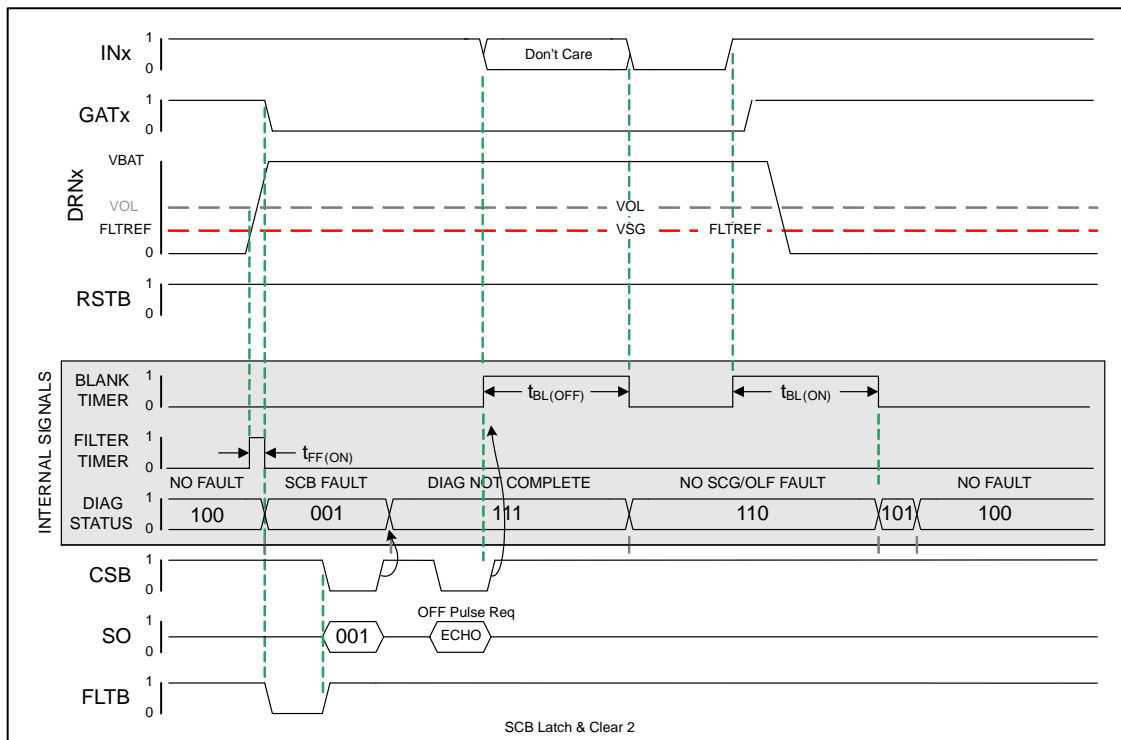 INx
1
0
Don't Care
GATx
1
0
DRNx
VBAT
VOL
VOL
FLTREF
VSG
FLTREF
0
RSTB
1
0
INTERNAL SIGNALS
BLANK
TIMER
1
0
tBL(OFF)
tBL(ON)
FILTER
TIMER
1
0
tFF(ON)
NO FAULT
SCB FAULT
DIAG NOT COMPLETE
NO SCG/OLF FAULT
NO FAULT
DIAG
STATUS
1
0
100
001
111
110
101
100
CSB
1
0
OFF Pulse Req
SO
1
0
001
ECHO
FLTB
1
0
SCB Latch & Clear 2